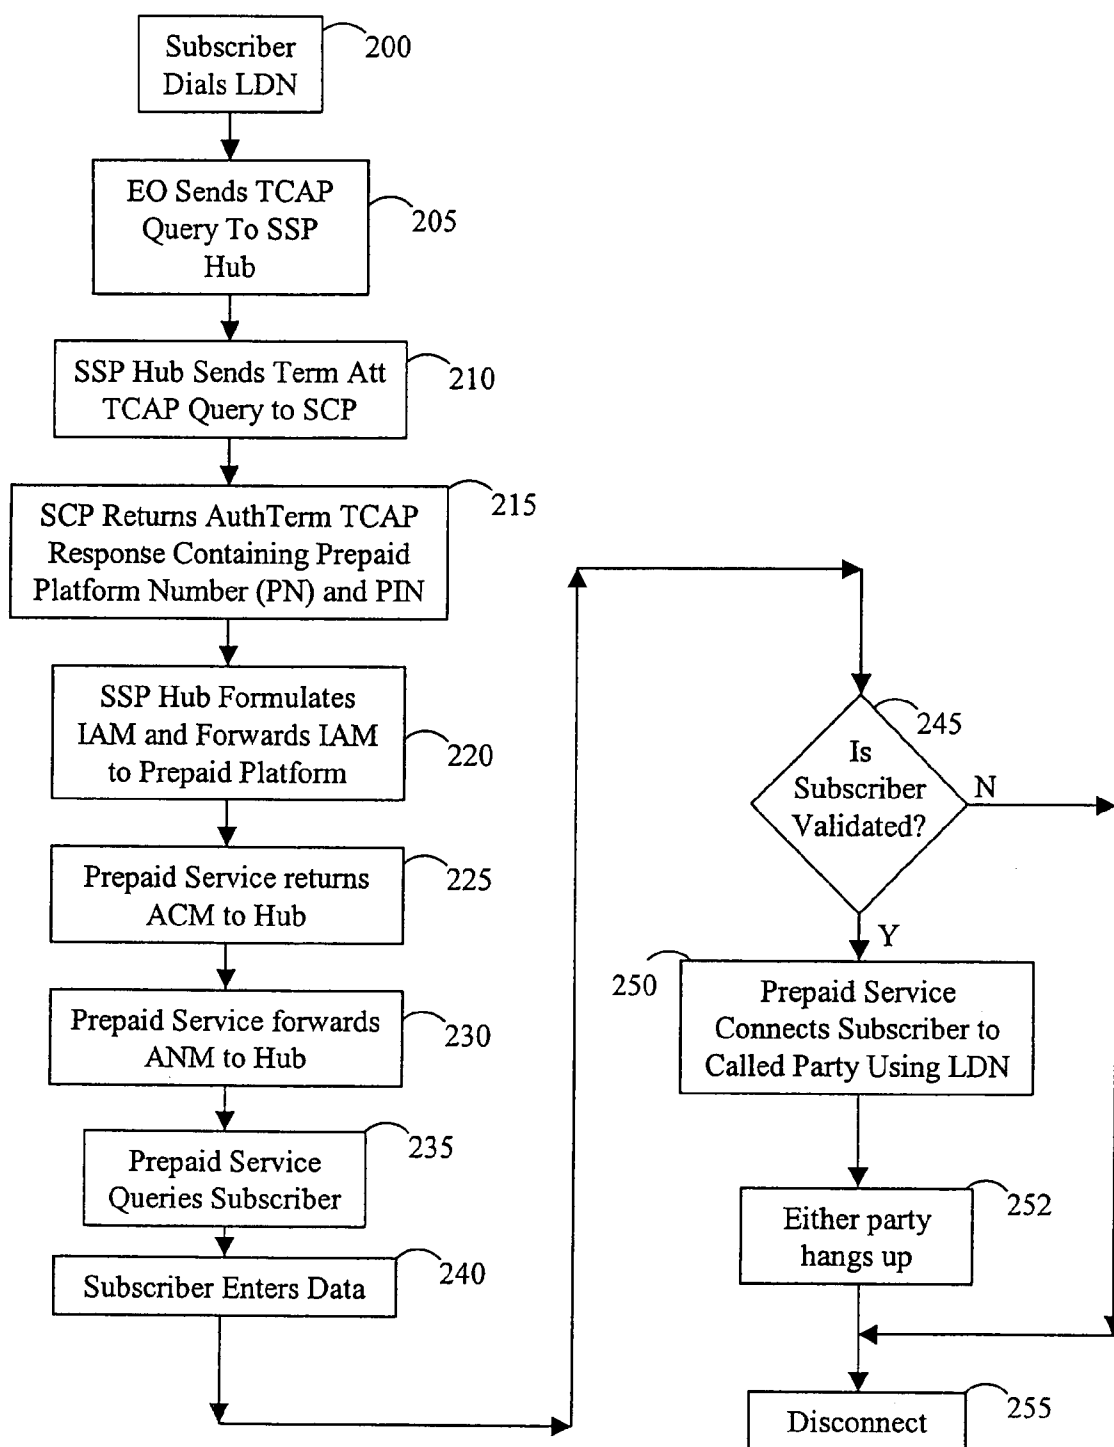 Subscriber
Dials LDN
200
EO Sends TCAP
Query To SSP
Hub
205
SSP Hub Sends Term Att
TCAP Query to SCP
210
SCP Returns AuthTerm TCAP
Response Containing Prepaid
Platform Number (PN) and PIN
215
SSP Hub Formulates
IAM and Forwards IAM
to Prepaid Platform
220
Prepaid Service returns
ACM to Hub
225
Prepaid Service forwards
ANM to Hub
230
Prepaid Service
Queries Subscriber
235
Subscriber Enters Data
240
Is
Subscriber
Validated?
245
N
Y
250
Prepaid Service
Connects Subscriber to
Called Party Using LDN
Either party
hangs up
252
Disconnect
255